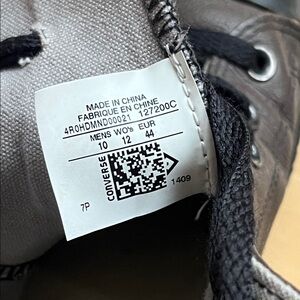 MADE IN CHINA
FABRIQUE EN CHINE
4R0HDMND00021 127200C
MENS WO's EUR
10 12 44
CONVERSE
1409
7P